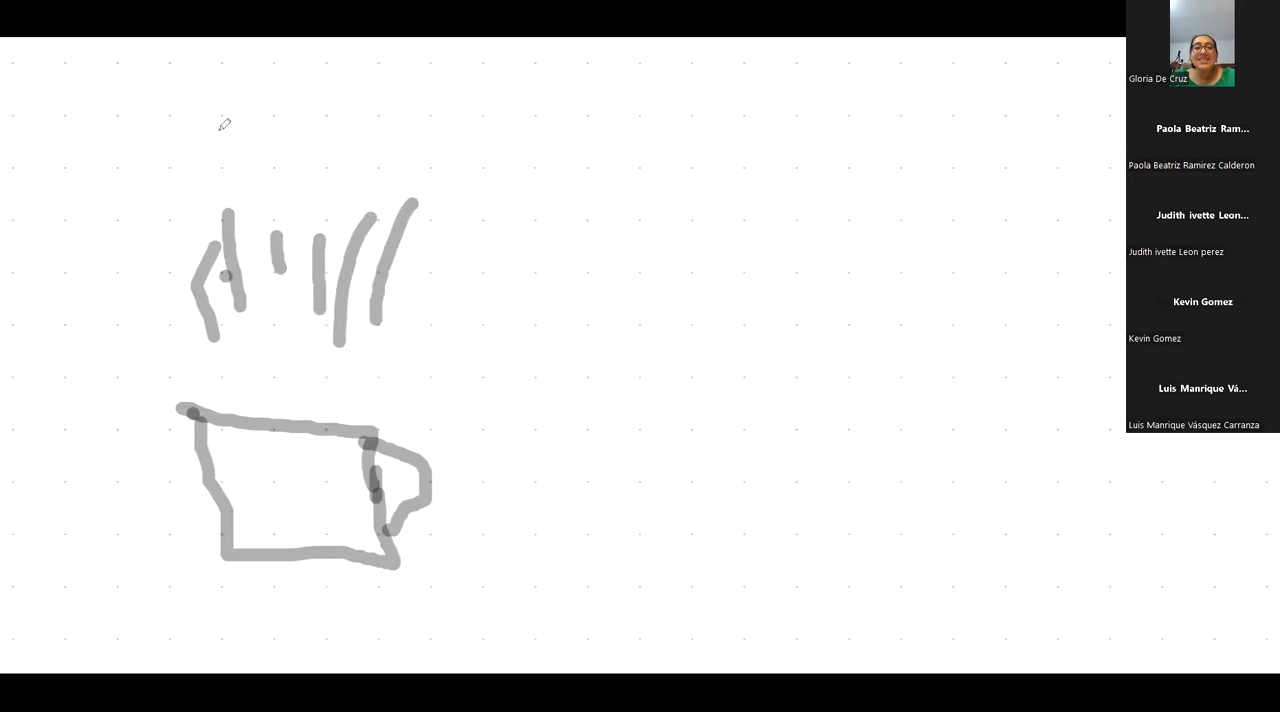 Gloria De Cruz
Paola Beatriz Ram...
Paola Beatriz Ramirez Calderon
Judith ivette Leon...
Judith ivette Leon perez
Kevin Gomez
Kevin Gomez
Luis Manrique Vá...
Luis Manrique Vásquez Carranza